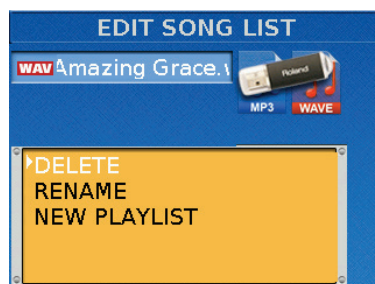 EDIT SONG LIST
WAV Amazing Grace.w
Roland
MP3 WAVE
DELETE
RENAME
NEW PLAYLIST